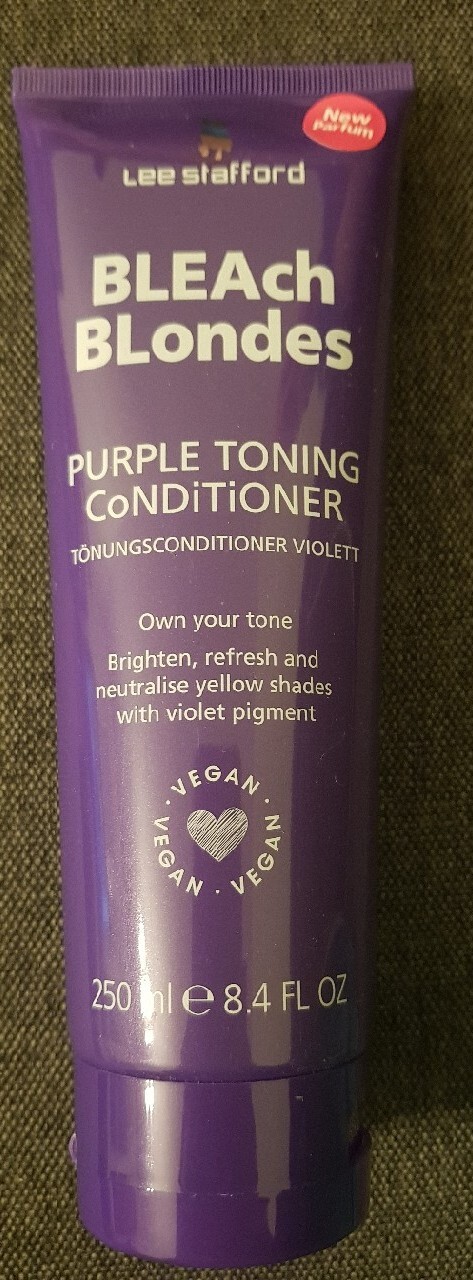 New
Parfum
Lee Stafford
BLEAch
BLondes
PURPLE TONING
CoNDiTiONER
TÖNUNGSCONDITIONER VIOLETT
Own your tone
Brighten, refresh and
neutralise yellow shades
with violet pigment
· VEGAN · VEGAN · VEGAN
250 ml e 8.4 FL OZ